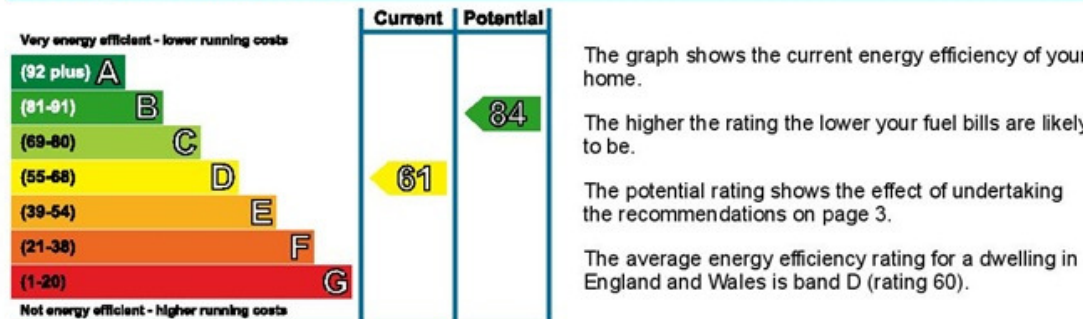 Current Potential
Very energy efficient - lower running costs
(92 plus) A
(81-91) B
84
(69-80) C
(55-68) D
61
(39-54) E
(21-38) F
(1-20) G
Not energy efficient - higher running costs
The graph shows the current energy efficiency of your
home.
The higher the rating the lower your fuel bills are likely
to be.
The potential rating shows the effect of undertaking
the recommendations on page 3.
The average energy efficiency rating for a dwelling in
England and Wales is band D (rating 60).